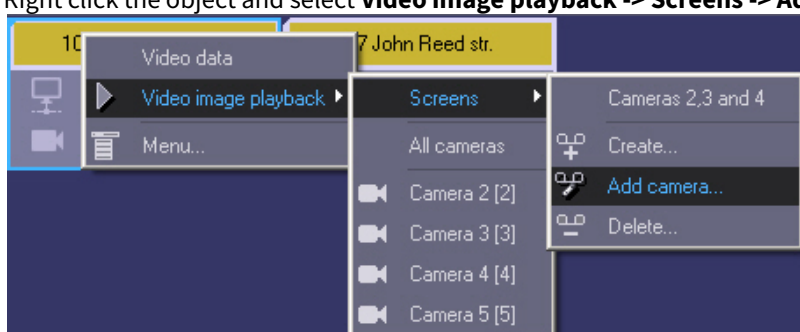 Right click the object and select Video image playback -> Screens -> A
10
7 John Reed str.
Video data
Video image playback
Menu...
Screens
All cameras
Camera 2 [2]
Camera 3 [3]
Camera 4 [4]
Camera 5 [5]
Cameras 2,3 and 4
Create...
Add camera...
Delete...